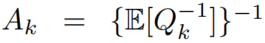 A_k = {𝔼[Q_k^{-1}]}^{-1}